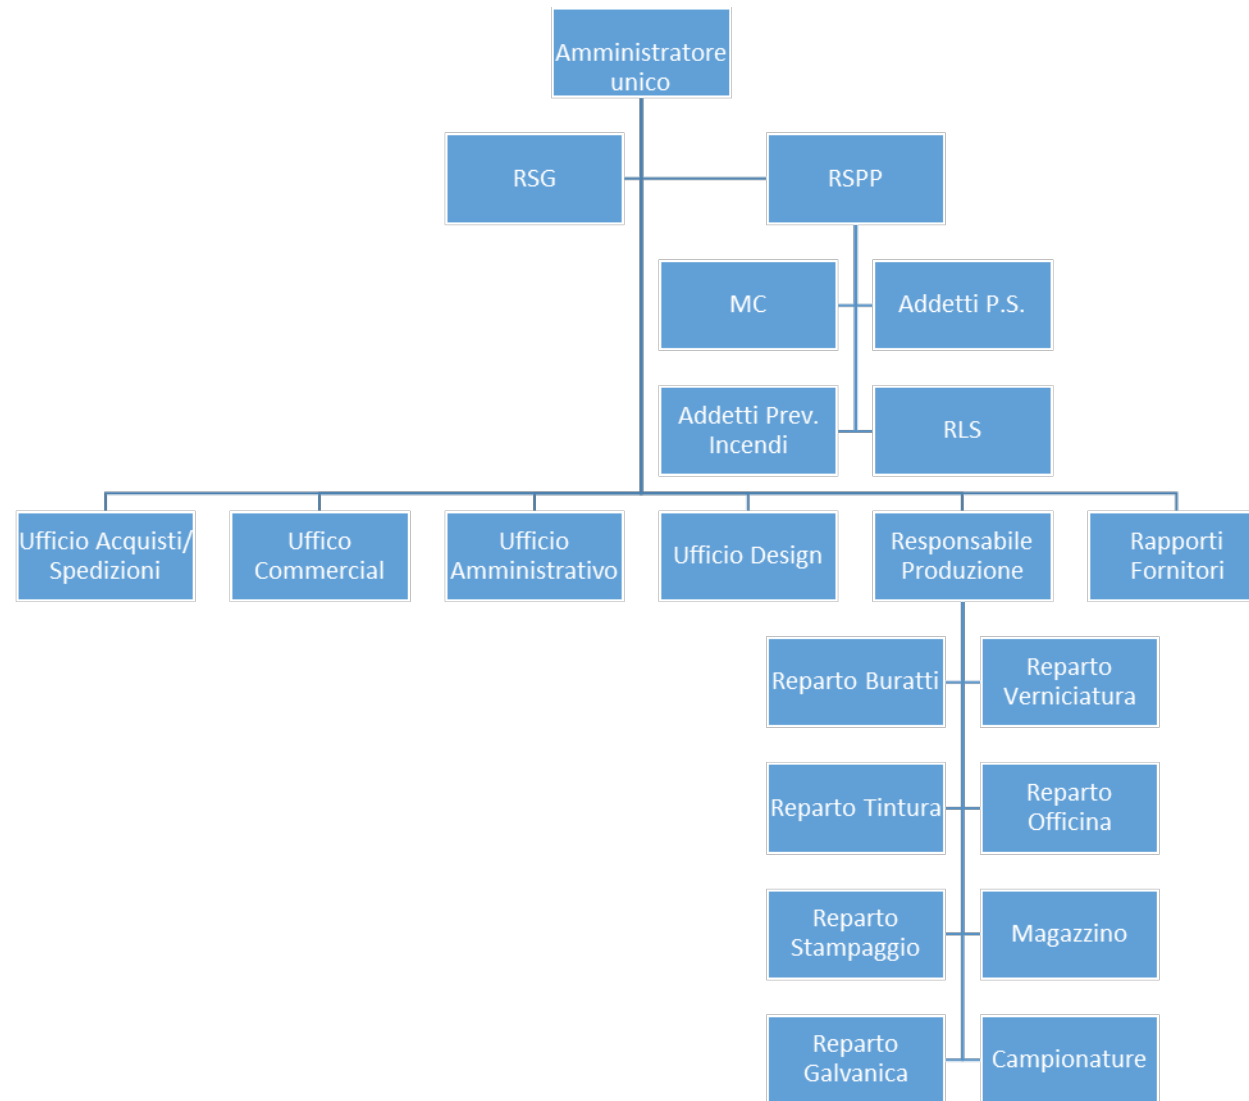 Amministratore
unico
RSG
RSPP
MC
Addetti P.S.
Addetti Prev.
Incendi
RLS
Ufficio Acquisti/
Spedizioni
Uffico
Commercial
Ufficio
Amministrativo
Ufficio Design
Responsabile
Produzione
Rapporti
Fornitori
Reparto Buratti
Reparto
Verniciatura
Reparto Tintura
Reparto
Officina
Reparto
Stampaggio
Magazzino
Reparto
Galvanica
Campionature